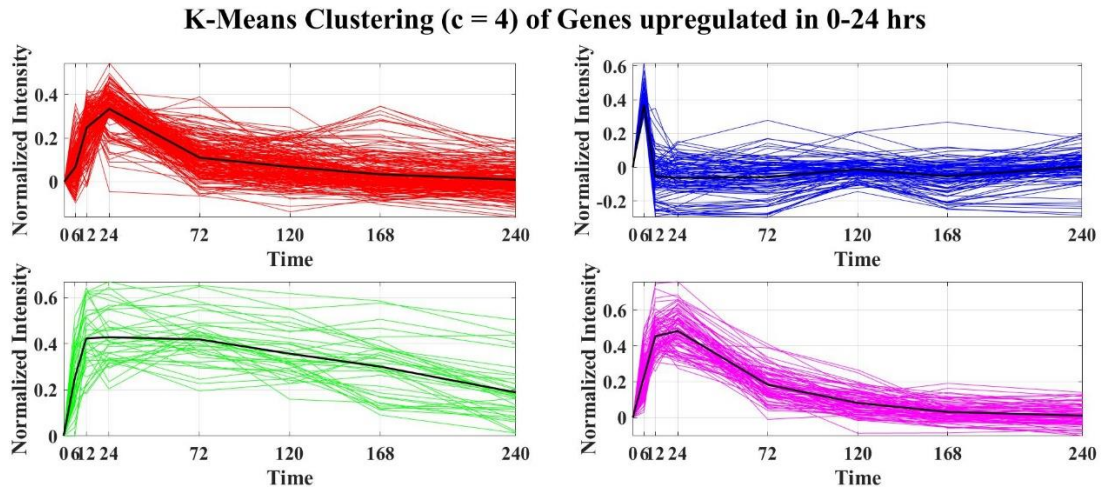 K-Means Clustering (c = 4) of Genes upregulated in 0-24 hrs
Normalized Intensity
0.4
0.2
0
0 6 12 24 72 120 168 240
Time
Normalized Intensity
0.6
0.4
0.2
0
-0.2
0 6 12 24 72 120 168 240
Time
Normalized Intensity
0.6
0.4
0.2
0
0 6 12 24 72 120 168 240
Time
Normalized Intensity
0.6
0.4
0.2
0
0 6 12 24 72 120 168 240
Time